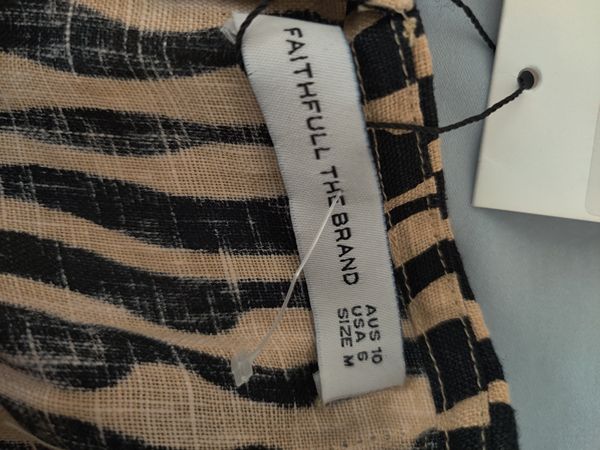 FAITHFULL THE BRAND
AUS 10
USA 6
SIZE M